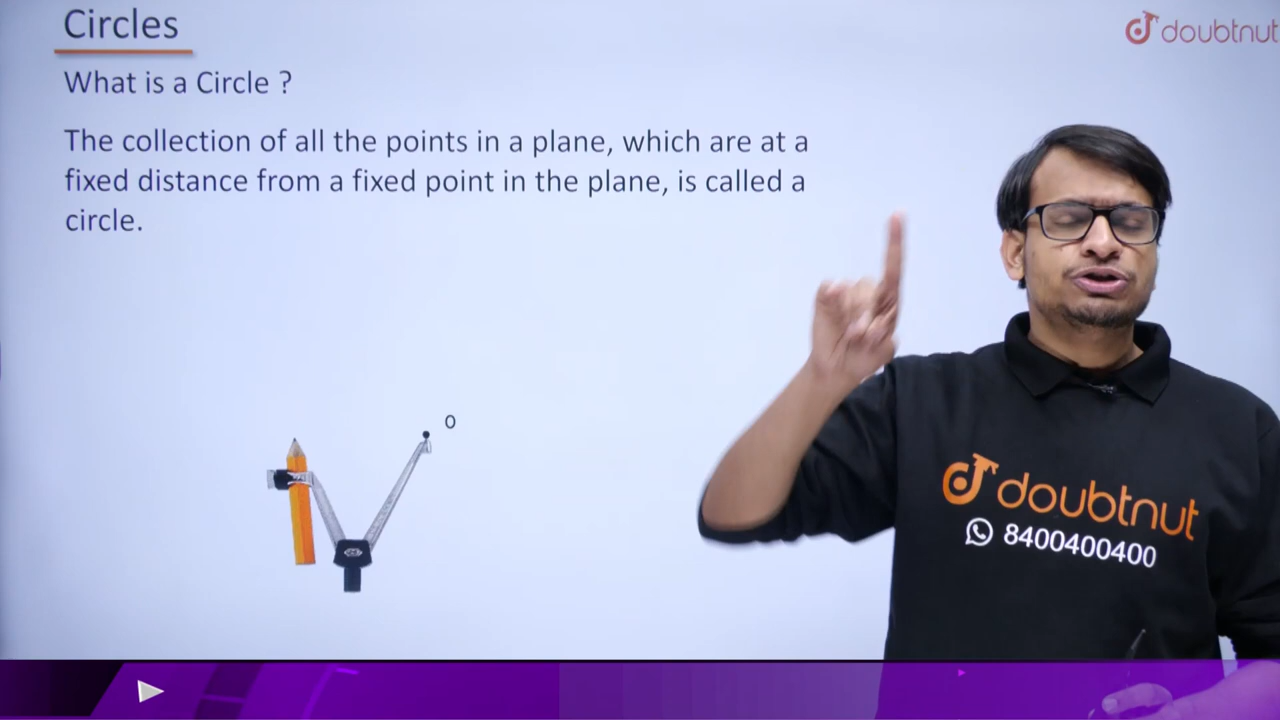 Circles
doubtnut
What is a Circle ?
The collection of all the points in a plane, which are at a
fixed distance from a fixed point in the plane, is called a
circle.
O
doubtnut
8400400400